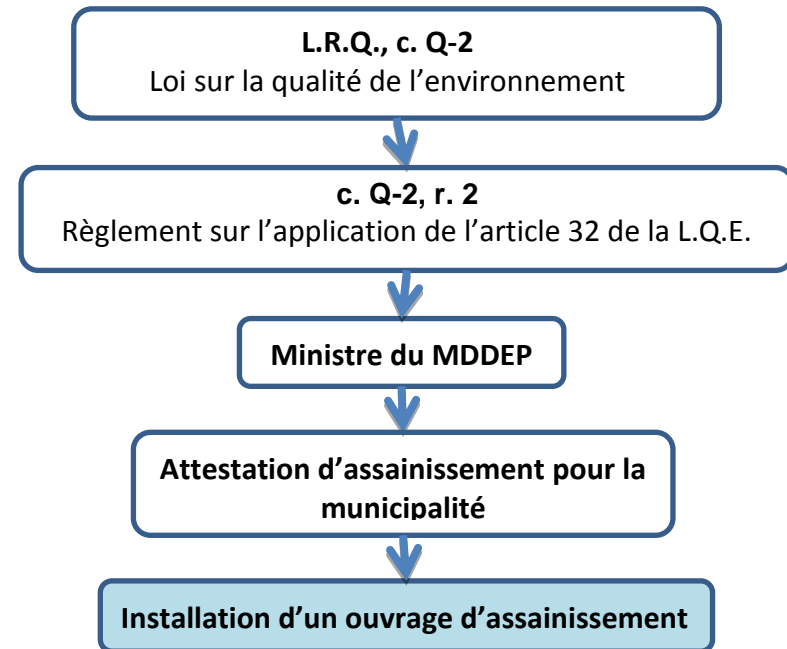 L.R.Q., c. Q-2
Loi sur la qualité de l’environnement
c. Q-2, r. 2
Règlement sur l’application de l’article 32 de la L.Q.E.
Ministre du MDDEP
Attestation d’assainissement pour la
municipalité
Installation d’un ouvrage d’assainissement